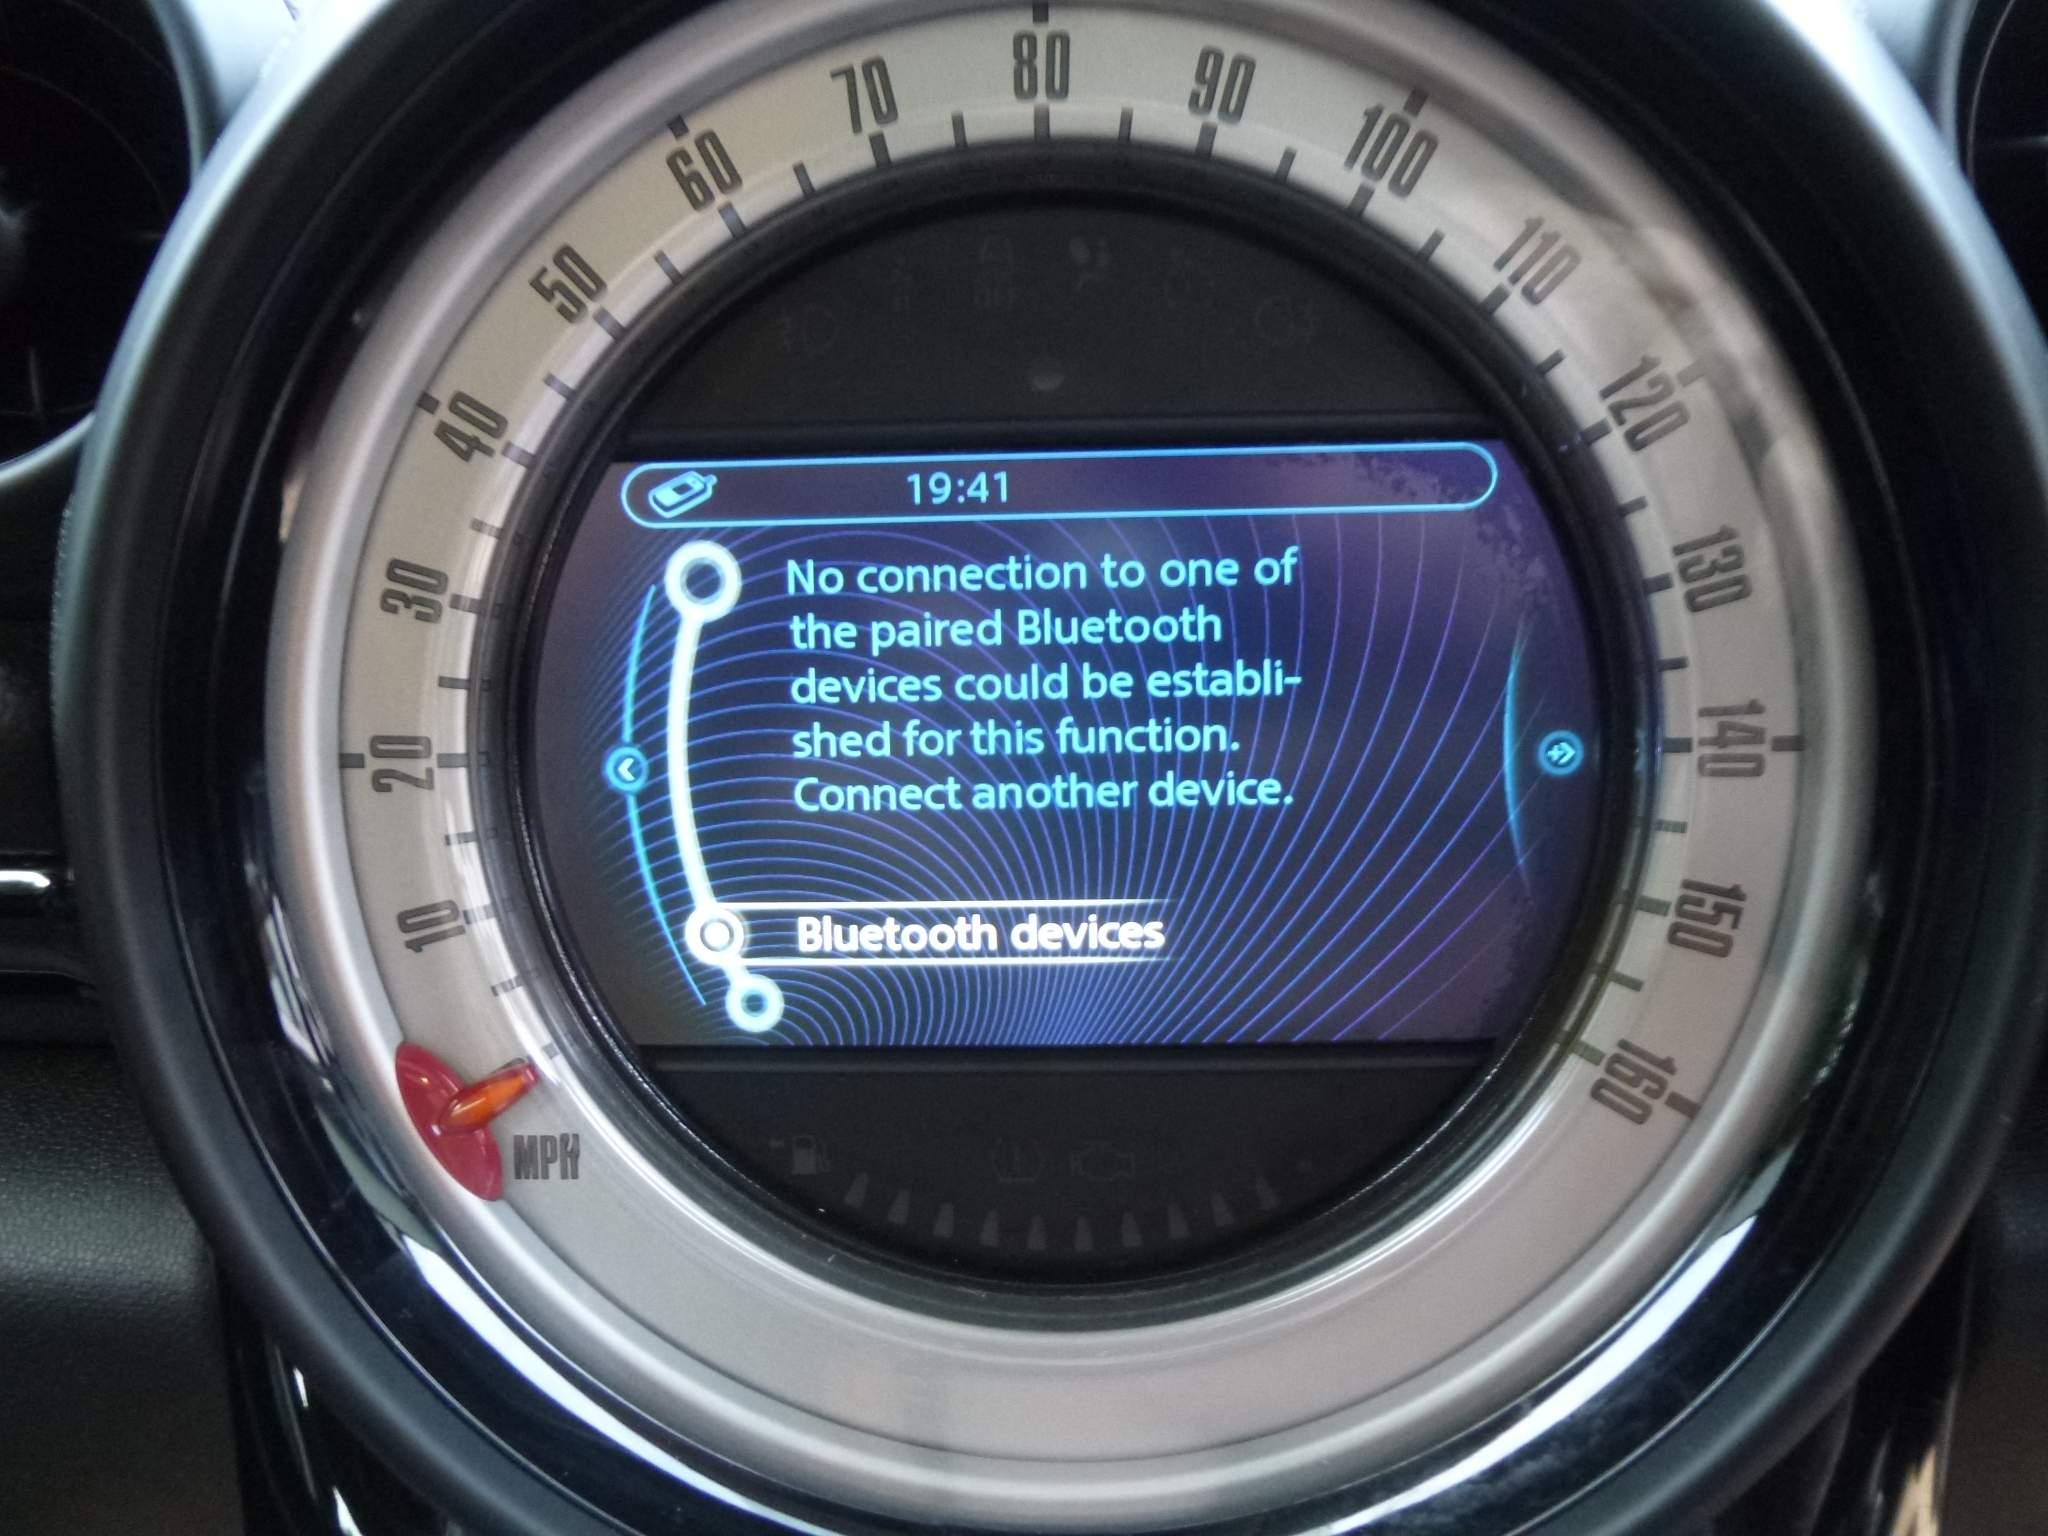 10
20
30
40
50
60
70
80
90
100
110
120
130
140
150
160
MPH
19:41
No connection to one of
the paired Bluetooth
devices could be establi-
shed for this function.
Connect another device.
Bluetooth devices